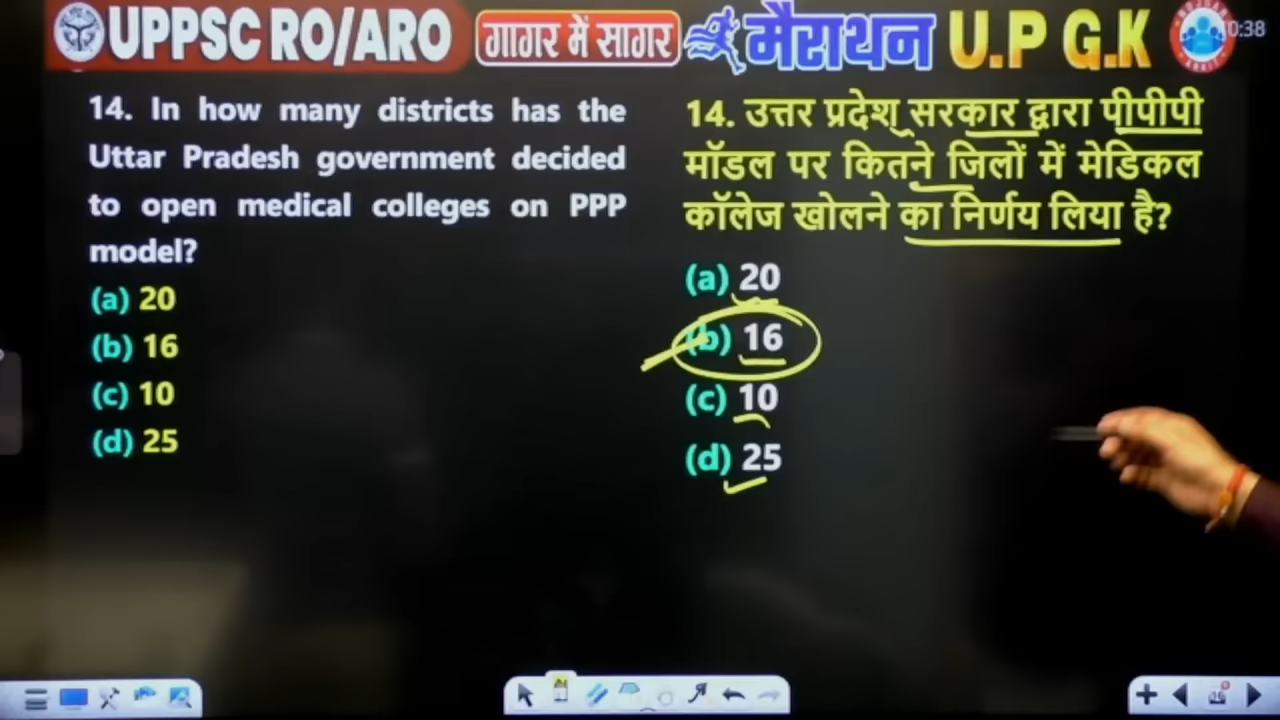 UPPSC RO/ARO गागर में सागर मैराथन U.P G.K
0:38
14. In how many districts has the
Uttar Pradesh government decided
to open medical colleges on PPP
model?
(a) 20
(b) 16
(c) 10
(d) 25
14. उत्तर प्रदेश सरकार द्वारा पीपीपी
मॉडल पर कितने जिलों में मेडिकल
कॉलेज खोलने का निर्णय लिया है?
(a) 20
(b) 16
(c) 10
(d) 25